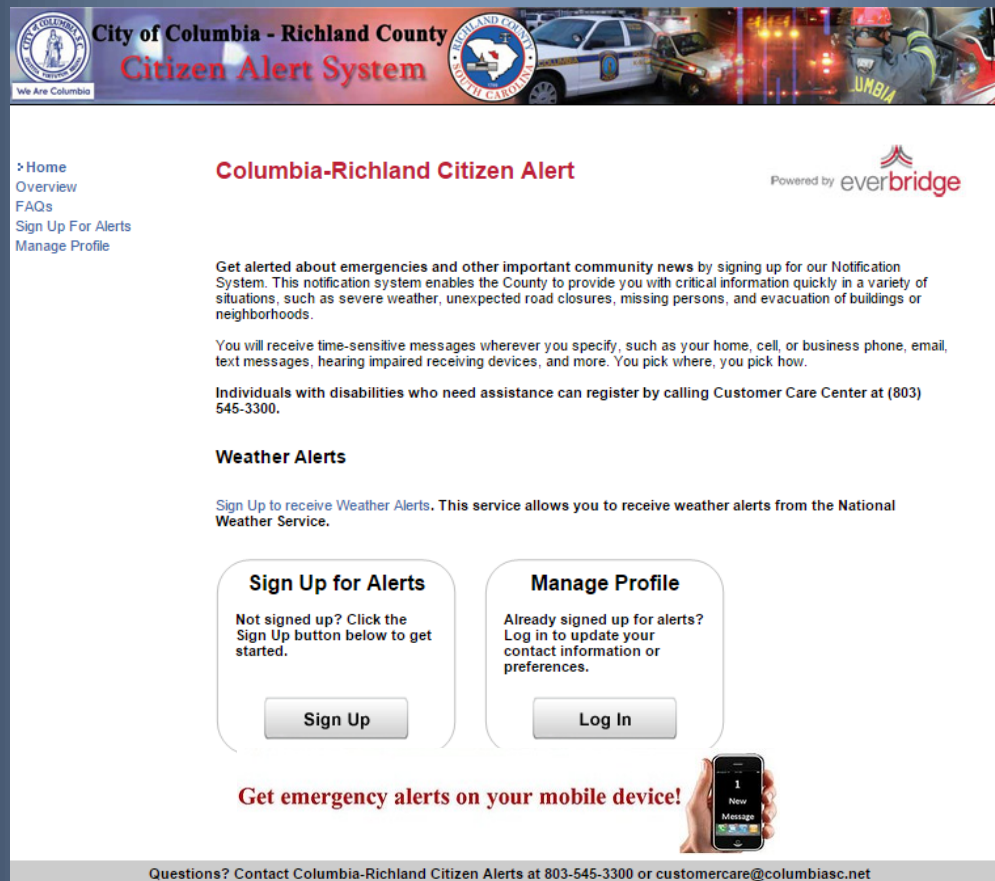 City of Columbia - Richland County
Citizen Alert System
CITY OF COLUMBIA S.C.
We Are Columbia
RICHLAND COUNTY
SOUTH CAROLINA
UMBIA
> Home
Overview
FAQs
Sign Up For Alerts
Manage Profile
Columbia-Richland Citizen Alert
Powered by everbridge
Get alerted about emergencies and other important community news by signing up for our Notification
System. This notification system enables the County to provide you with critical information quickly in a variety of
situations, such as severe weather, unexpected road closures, missing persons, and evacuation of buildings or
neighborhoods.
You will receive time-sensitive messages wherever you specify, such as your home, cell, or business phone, email,
text messages, hearing impaired receiving devices, and more. You pick where, you pick how.
Individuals with disabilities who need assistance can register by calling Customer Care Center at (803)
545-3300.
Weather Alerts
Sign Up to receive Weather Alerts. This service allows you to receive weather alerts from the National
Weather Service.
Sign Up for Alerts
Not signed up? Click the
Sign Up button below to get
started.
Sign Up
Manage Profile
Already signed up for alerts?
Log in to update your
contact information or
preferences.
Log In
Get emergency alerts on your mobile device!
1
New
Message
Questions? Contact Columbia-Richland Citizen Alerts at 803-545-3300 or customercare@columbiasc.net